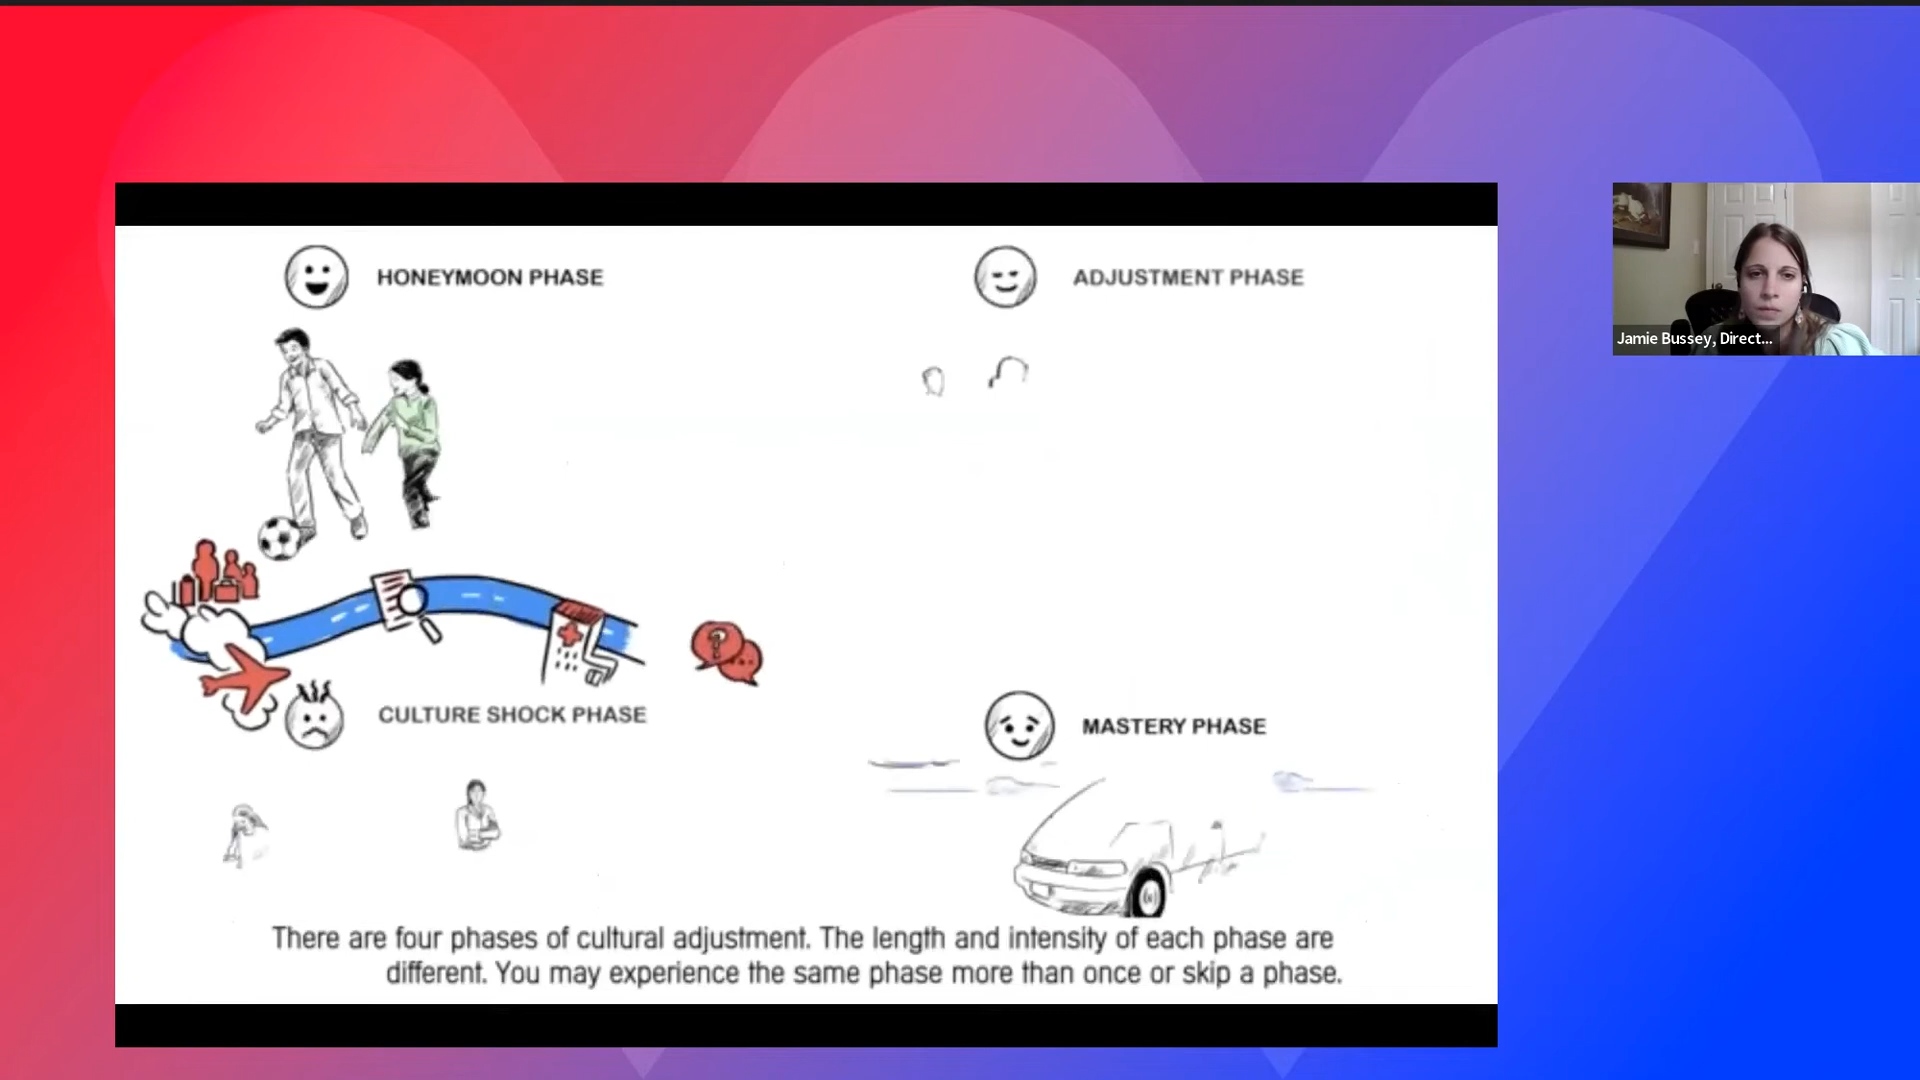 HONEYMOON PHASE
ADJUSTMENT PHASE
Jamie Bussey, Direct...
CULTURE SHOCK PHASE
MASTERY PHASE
There are four phases of cultural adjustment. The length and intensity of each phase are
different. You may experience the same phase more than once or skip a phase.